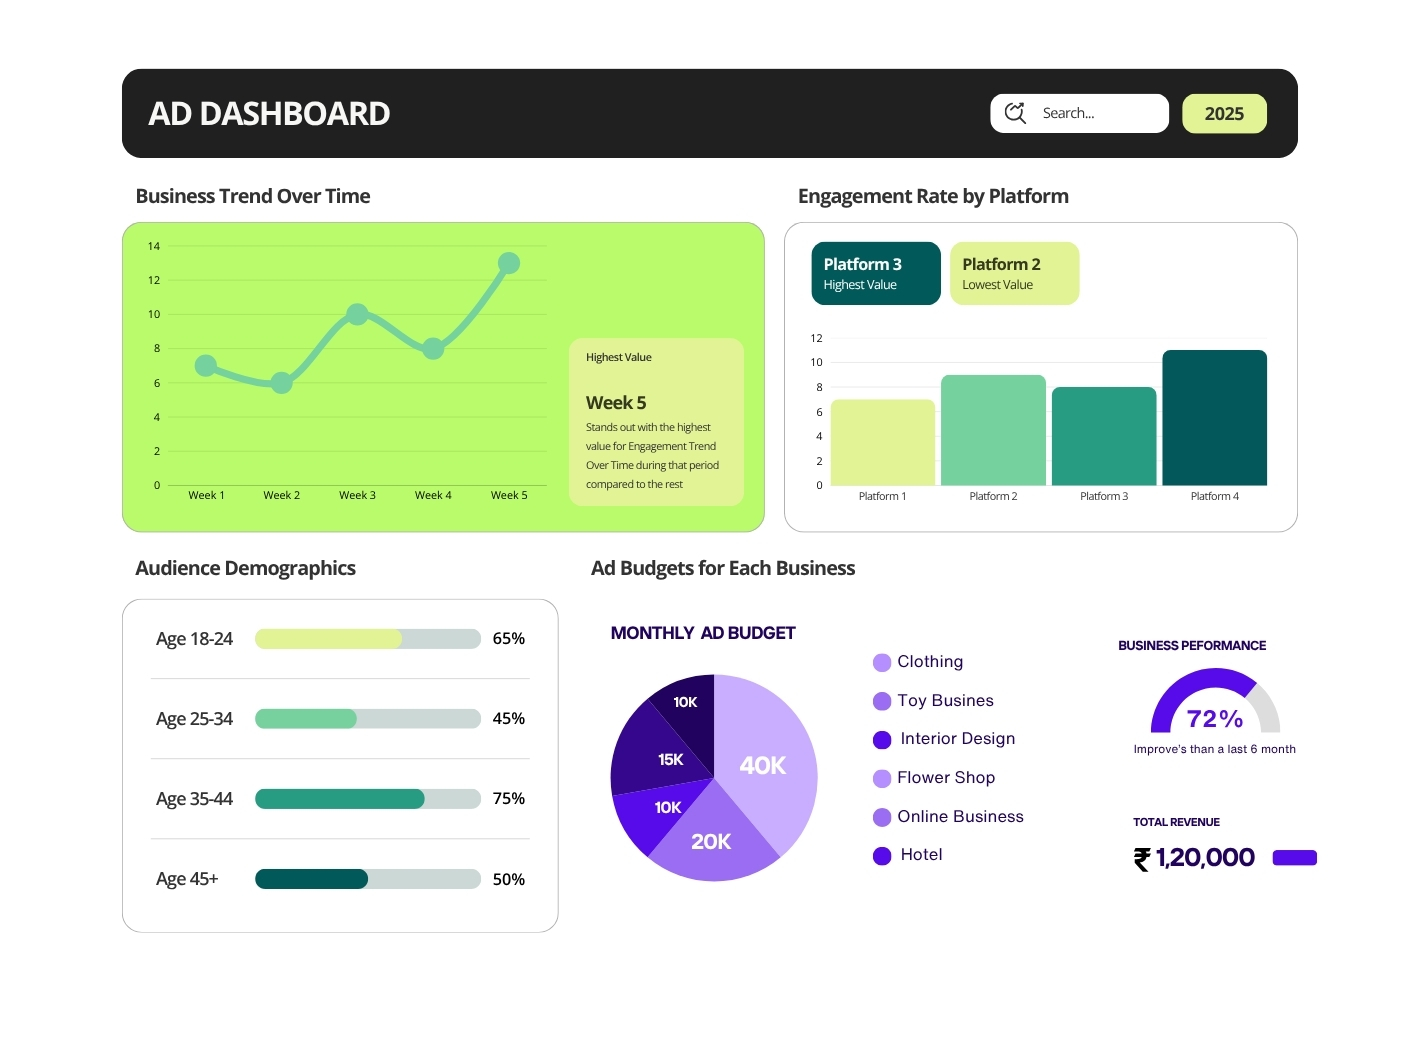 AD DASHBOARD
Search...
2025
Business Trend Over Time
14
12
10
8
6
4
2
0
Week 1
Week 2
Week 3
Week 4
Week 5
Highest Value
Week 5
Stands out with the highest
value for Engagement Trend
Over Time during that period
compared to the rest
Engagement Rate by Platform
Platform 3
Highest Value
Platform 2
Lowest Value
12
10
8
6
4
2
0
Platform 1
Platform 2
Platform 3
Platform 4
Audience Demographics
Age 18-24
65%
Age 25-34
45%
Age 35-44
75%
Age 45+
50%
Ad Budgets for Each Business
MONTHLY AD BUDGET
10K
40K
15K
10K
20K
Clothing
Toy Busines
Interior Design
Flower Shop
Online Business
Hotel
BUSINESS PEFORMANCE
72%
Improve's than a last 6 month
TOTAL REVENUE
₹ 1,20,000